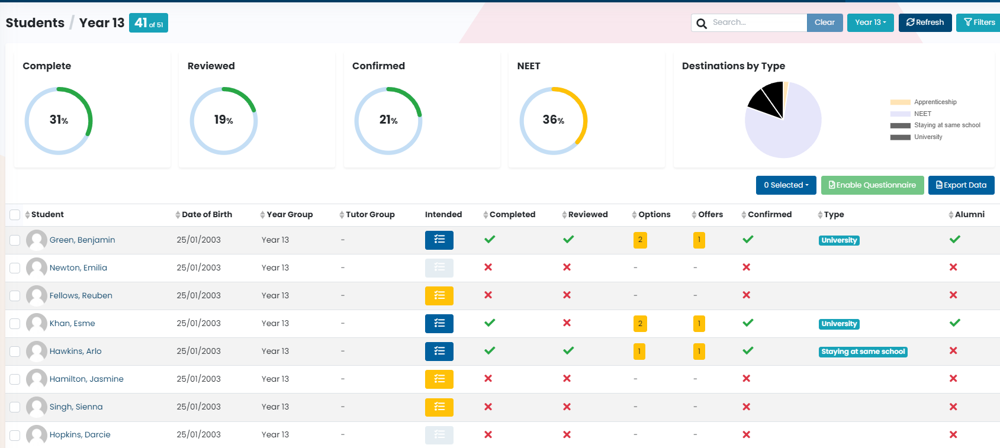 Students / Year 13 41 of 51
Search... Clear Year 13 Refresh Filters
Complete Reviewed Confirmed NEET Destinations by Type
31% 19% 21% 36%
Apprenticeship
NEET
Staying at same school
University
0 Selected Enable Questionnaire Export Data
Student Date of Birth Year Group Tutor Group Intended Completed Reviewed Options Offers Confirmed Type Alumni
Green, Benjamin 25/01/2003 Year 13 - 2 1 University
Newton, Emilia 25/01/2003 Year 13 - - -
Fellows, Reuben 25/01/2003 Year 13 - - -
Khan, Esme 25/01/2003 Year 13 - 2 1 University
Hawkins, Arlo 25/01/2003 Year 13 - 1 1 Staying at same school
Hamilton, Jasmine 25/01/2003 Year 13 - - -
Singh, Sienna 25/01/2003 Year 13 - - -
Hopkins, Darcie 25/01/2003 Year 13 - - -